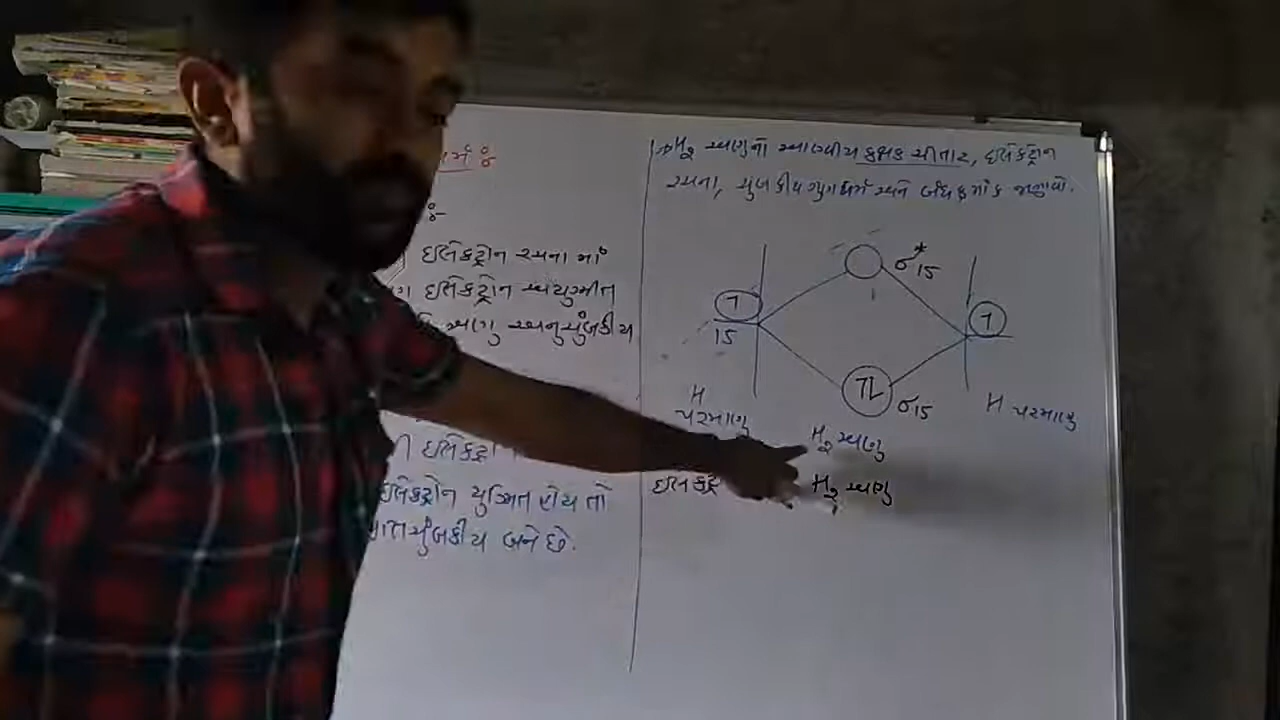 ઇલેક્ટ્રોન રચના માં
ઇલેક્ટ્રોન અયુગ્મીત
અણુ અનુચુંબકીય
ઇલેક્ટ્રોન યુગ્મિત હોય તો
પ્રતિચુંબકીય બને છે.
→ H₂ અણુનો આણ્વીય કક્ષક ચીતાર, ઇલેક્ટ્રોન
રચના, ચુંબકીય ગુણધર્મ અને બંધક્રમાંક જણાવો.
σ*1s
1
1s
1
1L
σ1s
H
પરમાણુ
H પરમાણુ
H₂ અણુ
H₂ અણુ